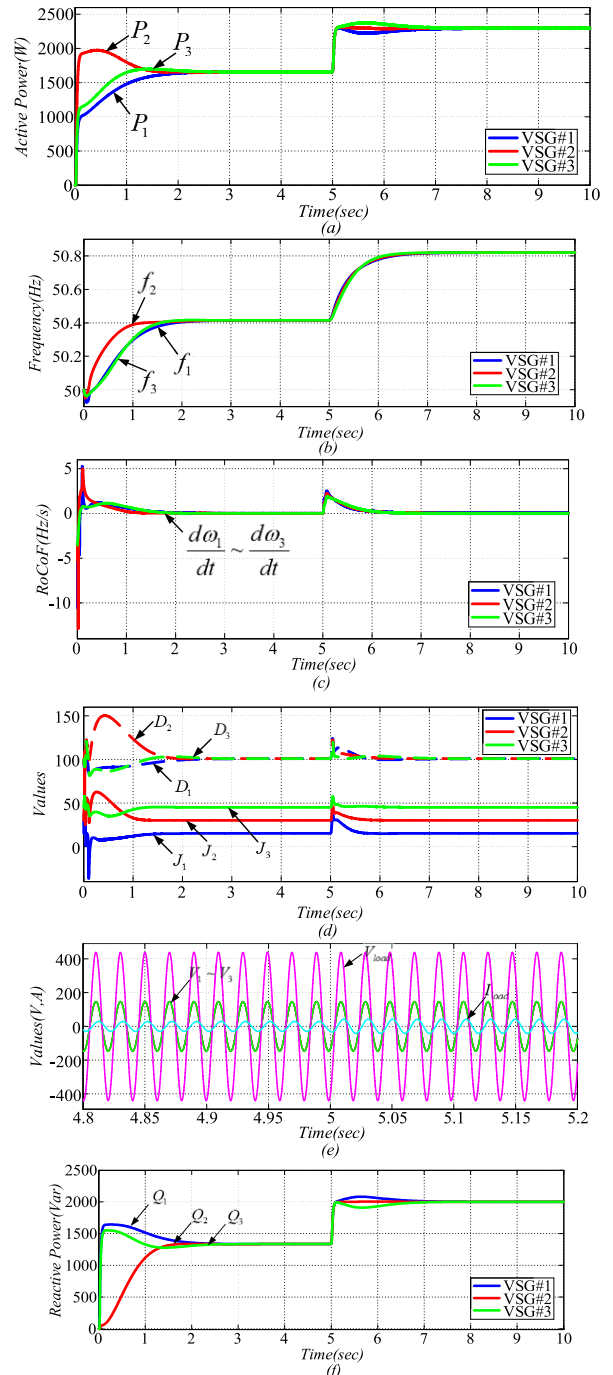 2500
2000
1500
1000
500
0
Active Power(W)
P2
P3
P1
VSG#1
VSG#2
VSG#3
0 1 2 3 4 5 6 7 8 9 10
Time(sec)
(a)
50.8
50.6
50.4
50.2
50
Frequency(Hz)
f2
f1
f3
VSG#1
VSG#2
VSG#3
0 1 2 3 4 5 6 7 8 9 10
Time(sec)
(b)
5
0
-5
-10
RoCoF(Hz/s)
dω1/dt ~ dω3/dt
VSG#1
VSG#2
VSG#3
0 1 2 3 4 5 6 7 8 9 10
Time(sec)
(c)
150
100
50
0
Values
D2
D3
D1
J1
J2
J3
VSG#1
VSG#2
VSG#3
0 1 2 3 4 5 6 7 8 9 10
Time(sec)
(d)
400
200
0
-200
-400
Values(V,A)
V1 ~ V3
Vload
Iload
4.8 4.85 4.9 4.95 5 5.05 5.1 5.15 5.2
Time(sec)
(e)
2500
2000
1500
1000
500
0
Reactive Power(Var)
Q1
Q2
Q3
VSG#1
VSG#2
VSG#3
0 1 2 3 4 5 6 7 8 9 10
Time(sec)
(f)